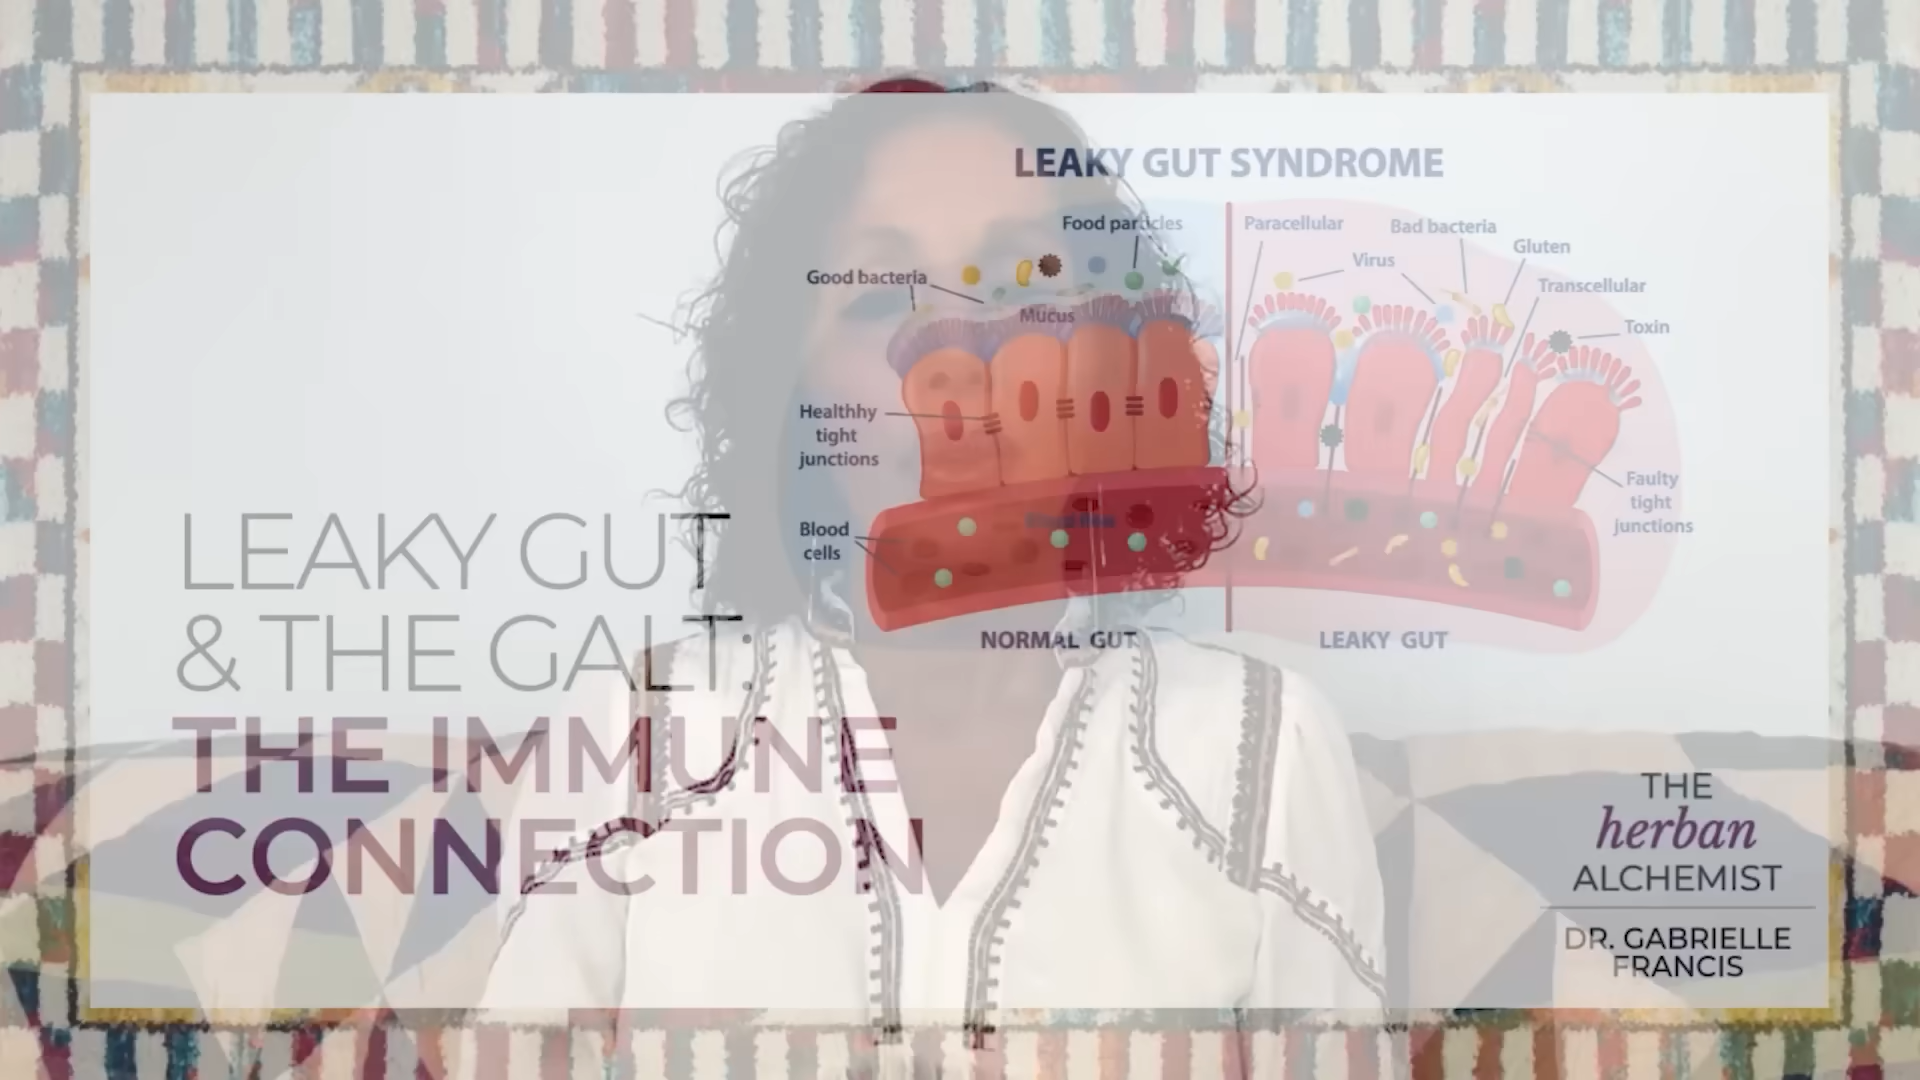 LEAKY GUT SYNDROME
Food particles
Paracellular
Bad bacteria
Gluten
Virus
Good bacteria
Transcellular
Mucus
Toxin
Healthhy
tight
junctions
Faulty
tight
junctions
Blood
cells
NORMAL GUT
LEAKY GUT
LEAKY GUT
& THE GALT:
THE IMMUNE
CONNECTION
THE
herban
ALCHEMIST
DR. GABRIELLE
FRANCIS